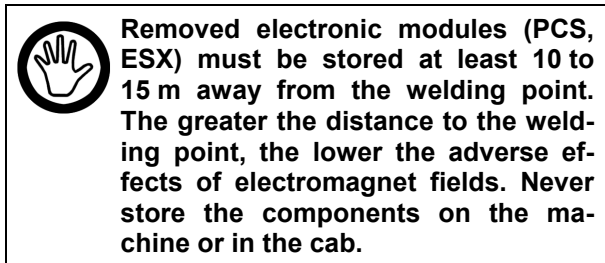 Removed electronic modules (PCS,
ESX) must be stored at least 10 to
15 m away from the welding point.
The greater the distance to the weld-
ing point, the lower the adverse ef-
fects of electromagnet fields. Never
store the components on the ma-
chine or in the cab.